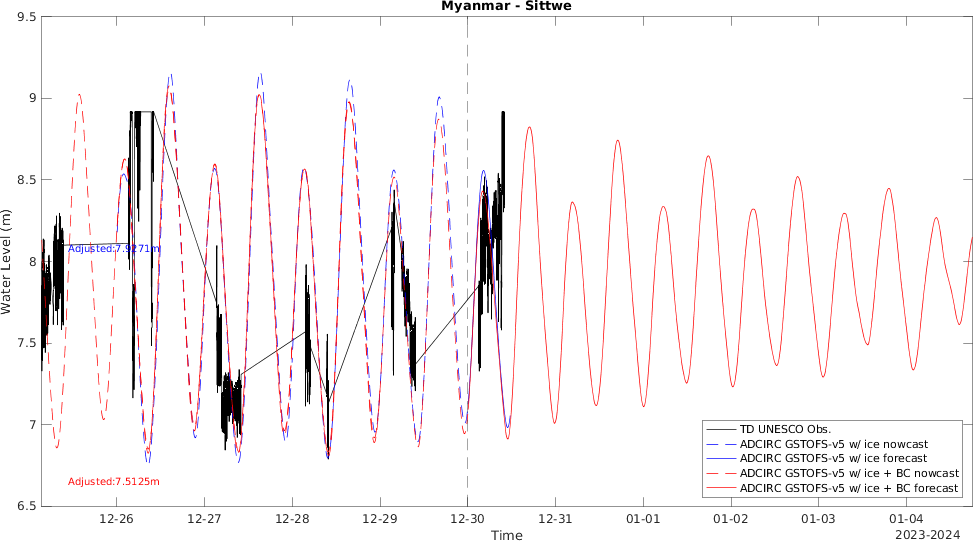 Myanmar - Sittwe
9.5
9
8.5
8
7.5
7
6.5
Water Level (m)
Adjusted:7.9271m
Adjusted:7.5125m
TD UNESCO Obs.
ADCIRC GSTOFS-v5 w/ ice nowcast
ADCIRC GSTOFS-v5 w/ ice forecast
ADCIRC GSTOFS-v5 w/ ice + BC nowcast
ADCIRC GSTOFS-v5 w/ ice + BC forecast
12-26 12-27 12-28 12-29 12-30 12-31 01-01 01-02 01-03 01-04
Time
2023-2024